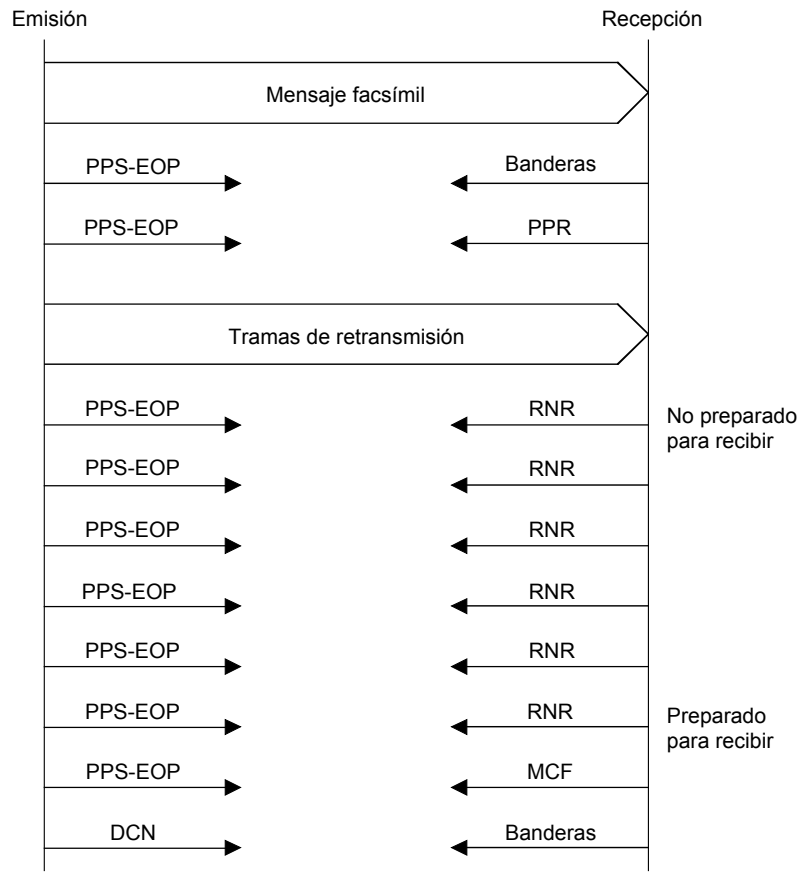 Emisión
Recepción
Mensaje facsímil
PPS-EOP
Banderas
PPS-EOP
PPR
Tramas de retransmisión
PPS-EOP
RNR
No preparado
para recibir
PPS-EOP
RNR
PPS-EOP
RNR
PPS-EOP
RNR
PPS-EOP
RNR
PPS-EOP
RNR
Preparado
para recibir
PPS-EOP
MCF
DCN
Banderas